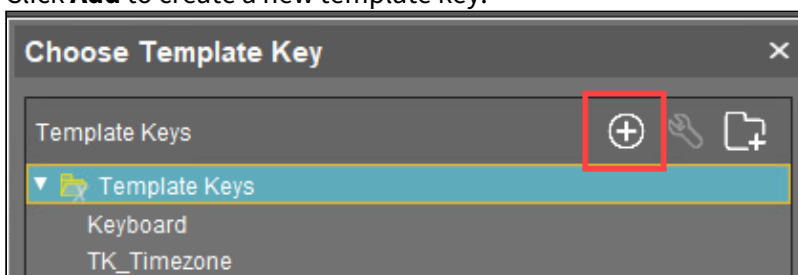 Click Add to create a new template key.
Choose Template Key
Template Keys
Template Keys
Keyboard
TK_Timezone